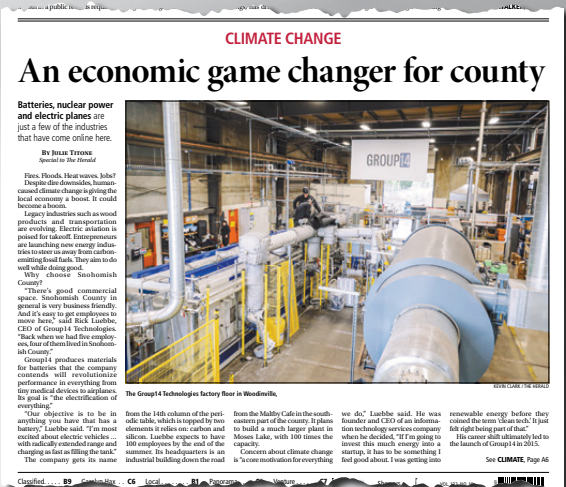 CLIMATE CHANGE
An economic game changer for county
Batteries, nuclear power
and electric planes are
just a few of the industries
that have come online here.
By Julie Titone
Special to The Herald
Fires. Floods. Heat waves. Jobs?
Despite dire downsides, human-
caused climate change is giving the
local economy a boost. It could
become a boom.
Legacy industries such as wood
products and transportation
are evolving. Electric aviation is
poised for takeoff. Entrepreneurs
are launching new energy indus-
tries to steer us away from carbon-
emitting fossil fuels. They aim to do
well while doing good.
Why choose Snohomish
County?
"There's good commercial
space. Snohomish County in
general is very business friendly.
And it's easy to get employees to
move here," said Rick Luebbe,
CEO of Group14 Technologies.
"Back when we had five employ-
ees, four of them lived in Snohom-
ish County."
Group14 produces materials
for batteries that the company
contends will revolutionize
performance in everything from
tiny medical devices to airplanes.
Its goal is "the electrification of
everything."
"Our objective is to be in
anything you have that has a
battery," Luebbe said. "I'm most
excited about electric vehicles ...
with radically extended range and
charging as fast as filling the tank."
The company gets its name
GROUP14
KEVIN CLARK / THE HERALD
The Group14 Technologies factory floor in Woodinville,
from the 14th column of the peri-
odic table, which is topped by two
elements it relies on: carbon and
silicon. Luebbe expects to have
100 employees by the end of the
summer. Its headquarters is an
industrial building down the road
from the Maltby Cafe in the south-
eastern part of the county. It plans
to build a much larger plant in
Moses Lake, with 100 times the
capacity.
Concern about climate change
is "a core motivation for everything
we do," Luebbe said. He was
founder and CEO of an informa-
tion technology services company
when he decided, "If I'm going to
invest this much energy into a
startup, it has to be something I
feel good about. I was getting into
renewable energy before they
coined the term 'clean tech.' It just
felt right being part of that."
His career shift ultimately led to
the launch of Group14 in 2015.
See CLIMATE, Page A6
Classified. . . . . B9 Carolyn Hax . . C6 Local . . . . . . . . B1 Panorama Venture . . . . . C7